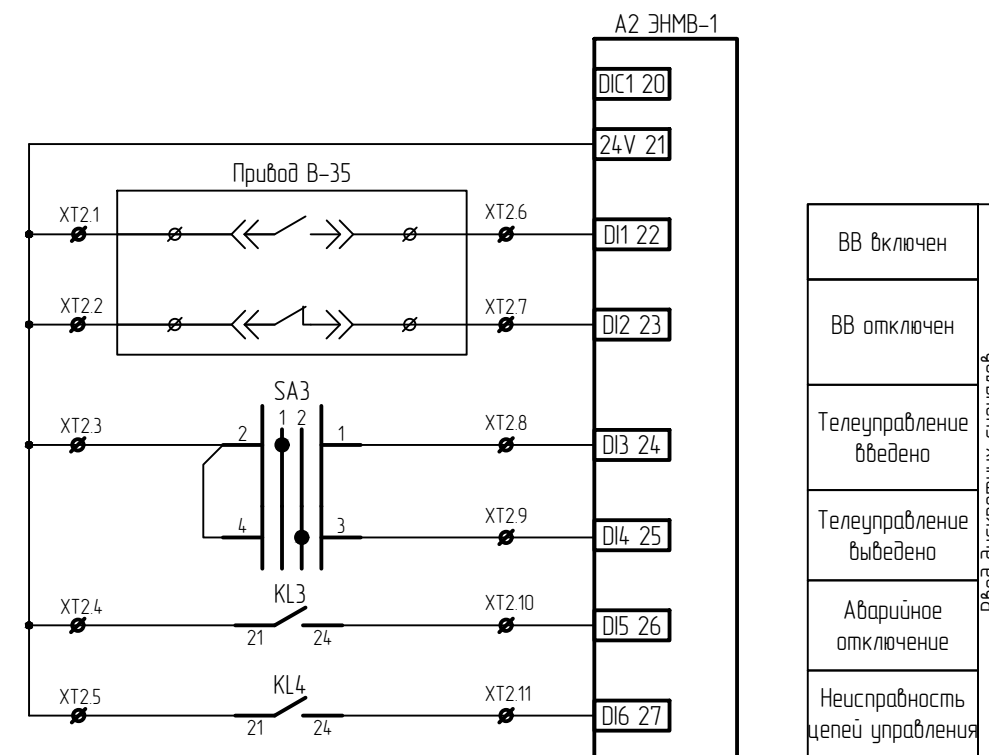 А2 ЭНМВ-1
DIC1 20
24V 21
Привод В-35
XT2.1
XT2.6
DI1 22
ВВ включен
XT2.2
XT2.7
DI2 23
ВВ отключен
SA3
1 2
XT2.3
2
1
XT2.8
DI3 24
Телеуправление
введено
4
3
XT2.9
DI4 25
Телеуправление
выведено
KL3
XT2.4
21
24
XT2.10
DI5 26
Аварийное
отключение
KL4
XT2.5
21
24
XT2.11
DI6 27
Неисправность
цепей управления
Ввод дискретных сигналов